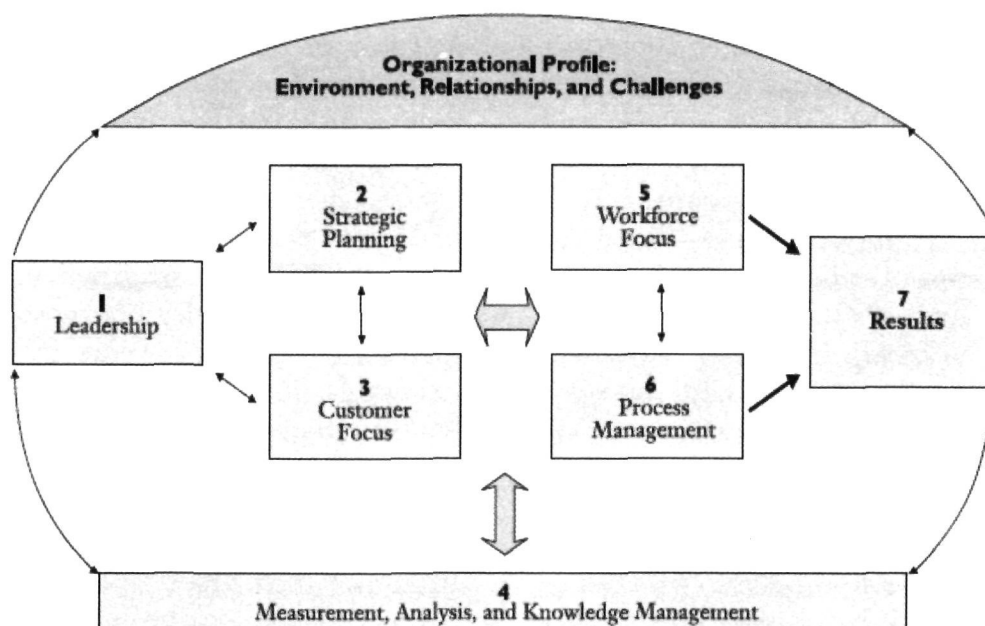 Organizational Profile:
Environment, Relationships, and Challenges
2
Strategic
Planning
5
Workforce
Focus
1
Leadership
7
Results
3
Customer
Focus
6
Process
Management
4
Measurement, Analysis, and Knowledge Management